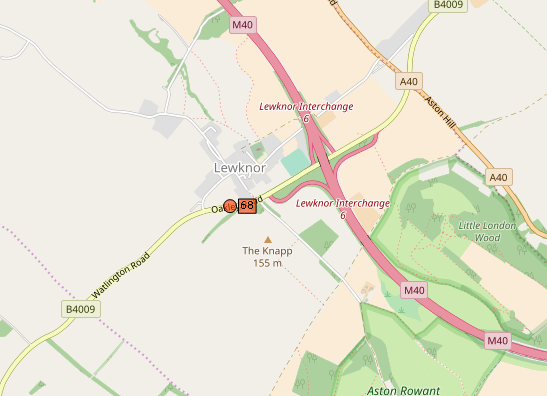 B4009
M40
A40
Aston Hill
Lewknor Interchange
6
Lewknor
A40
Lewknor Interchange
6
68
Little London
Wood
The Knapp
155 m
Watlington Road
M40
B4009
M40
Aston Rowant